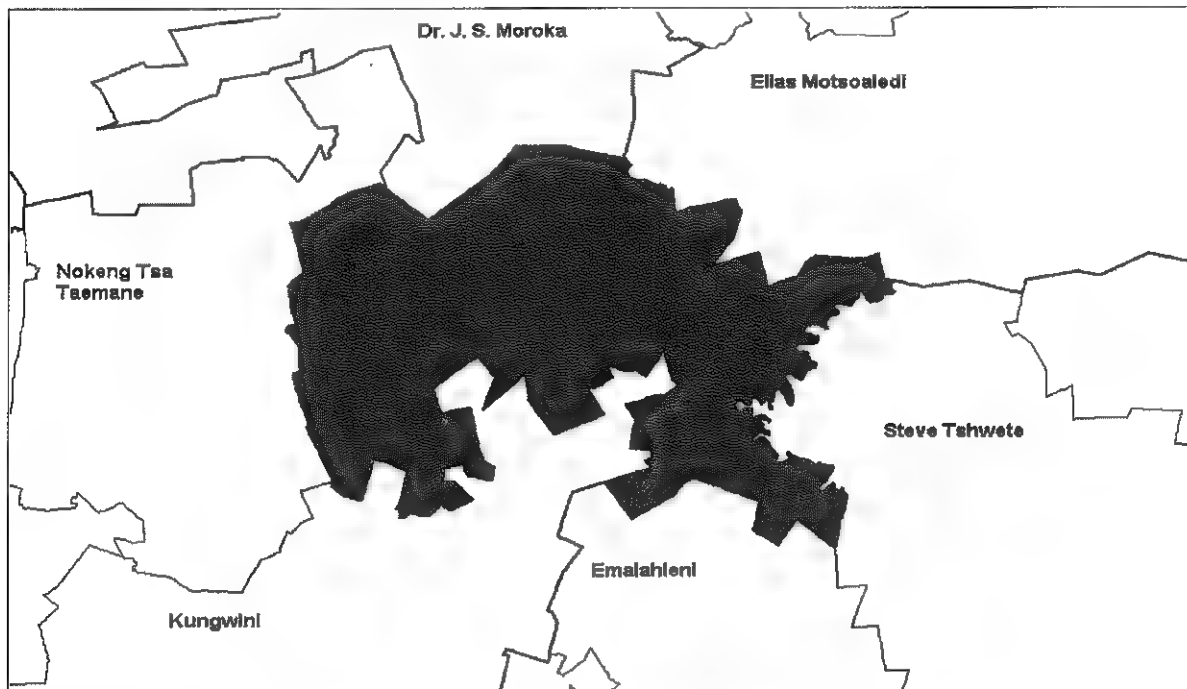 Dr. J. S. Moroka
Elias Motsoaledi
Nokeng Tsa
Taemane
Steve Tshwete
Emalahleni
Kungwini